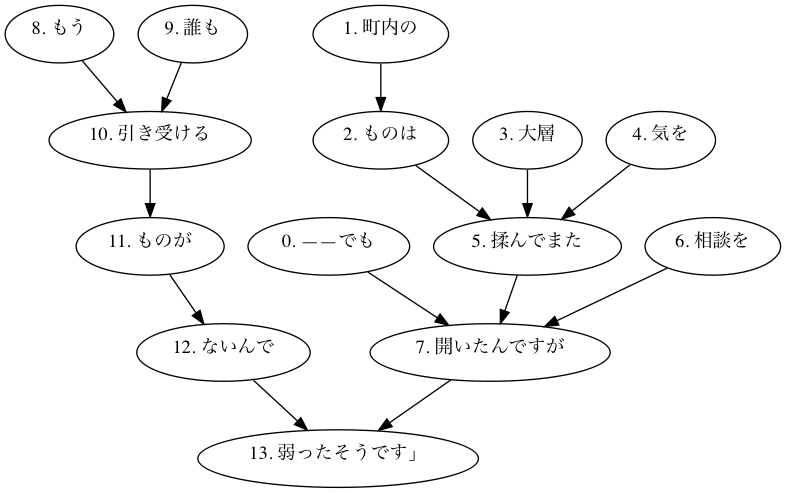 8. もう
9. 誰も
1. 町内の
10. 引き受ける
2. ものは
3. 大層
4. 気を
11. ものが
0. ——でも
5. 揉んでまた
6. 相談を
12. ないんで
7. 開いたんですが
13. 弱ったそうです」